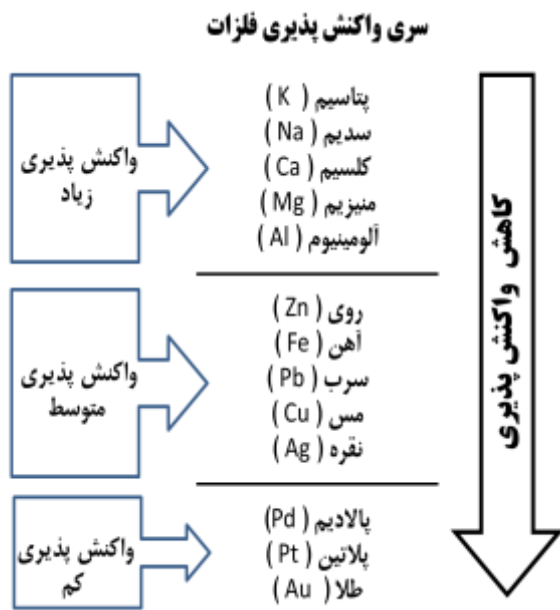 سری واکنش پذیری فلزات
واکنش پذیری
زیاد
پتاسیم ( K )
سدیم ( Na )
کلسیم ( Ca )
منیزیم ( Mg )
آلومینیوم ( Al )
واکنش پذیری
متوسط
روی ( Zn )
آهن ( Fe )
سرب ( Pb )
مس ( Cu )
نقره ( Ag )
واکنش پذیری
کم
پالادیم (Pd)
پلاتین ( Pt )
طلا ( Au )
کاهش واکنش پذیری